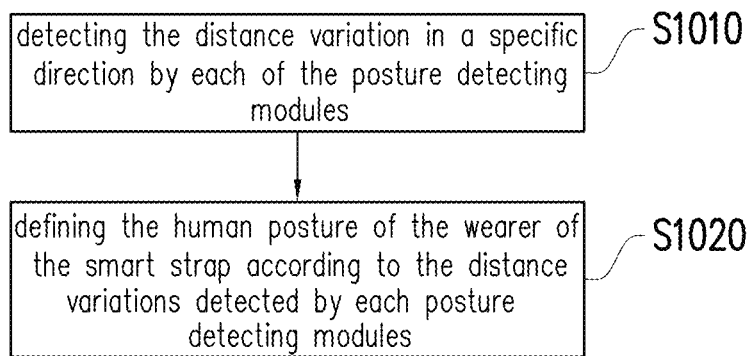 detecting the distance variation in a specific
direction by each of the posture detecting
modules
S1010
defining the human posture of the wearer of
the smart strap according to the distance
variations detected by each posture
detecting modules
S1020